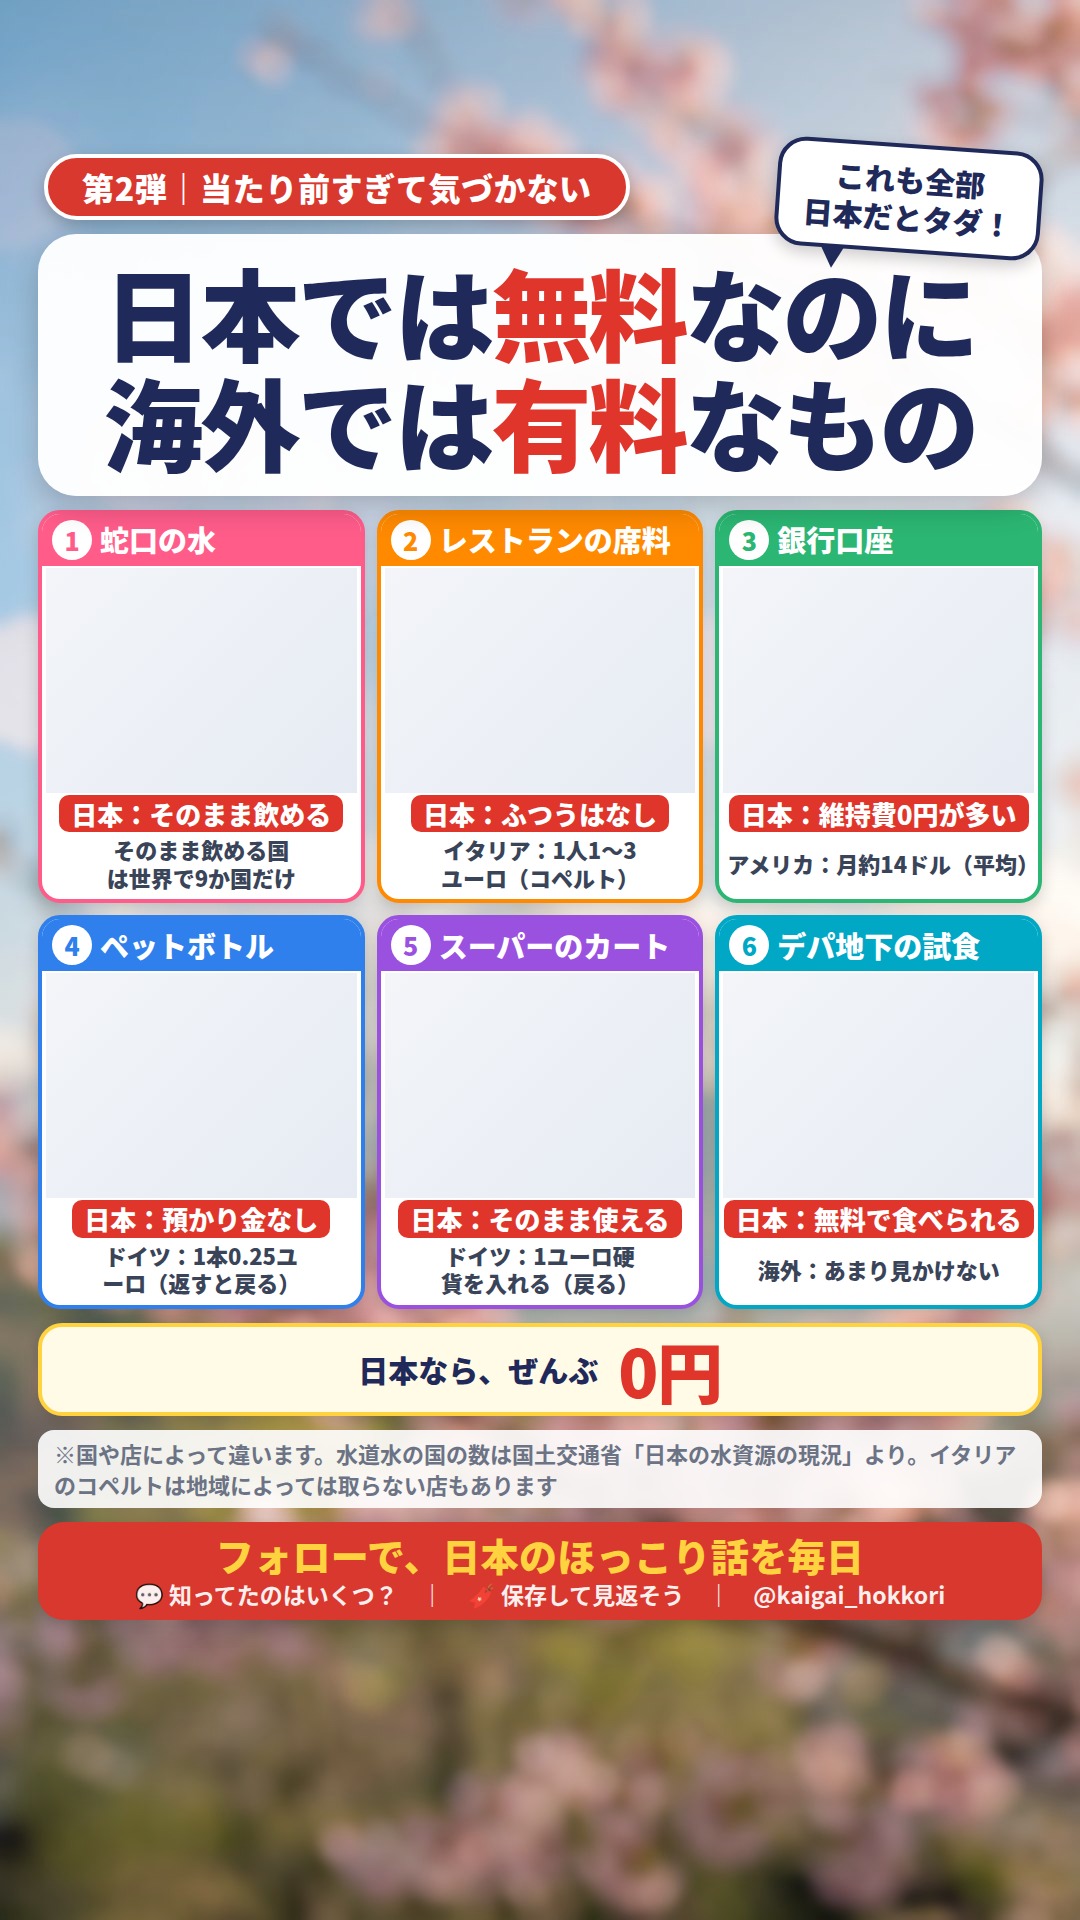 第2弾｜当たり前すぎて気づかない
これも全部
日本だとタダ！
日本では無料なのに
海外では有料なもの
1 蛇口の水
日本：そのまま飲める
そのまま飲める国
は世界で9か国だけ
2 レストランの席料
日本：ふつうはなし
イタリア：1人1〜3
ユーロ（コペルト）
3 銀行口座
日本：維持費0円が多い
アメリカ：月約14ドル（平均）
4 ペットボトル
日本：預かり金なし
ドイツ：1本0.25ユ
ーロ（返すと戻る）
5 スーパーのカート
日本：そのまま使える
ドイツ：1ユーロ硬
貨を入れる（戻る）
6 デパ地下の試食
日本：無料で食べられる
海外：あまり見かけない
日本なら、ぜんぶ 0円
※国や店によって違います。水道水の国の数は国土交通省「日本の水資源の現況」より。イタリア
のコペルトは地域によっては取らない店もあります
フォローで、日本のほっこり話を毎日
💬 知ってたのはいくつ？ ｜ 🔖 保存して見返そう ｜ @kaigai_hokkori